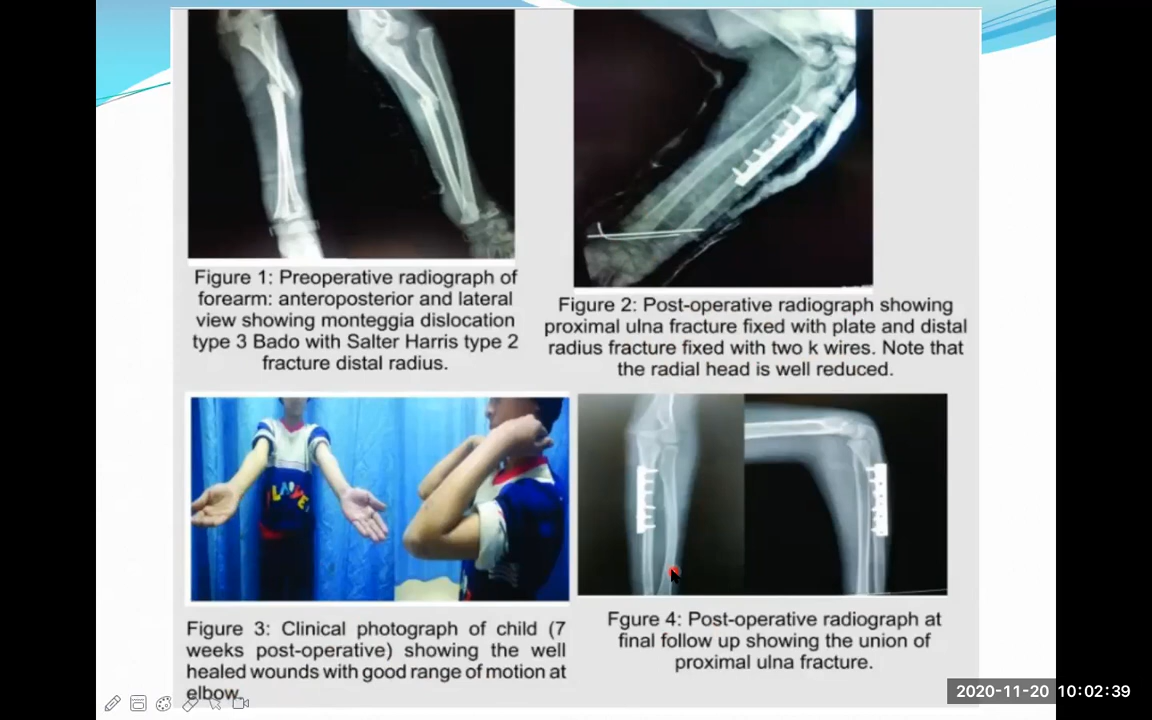 Figure 1: Preoperative radiograph of
forearm: anteroposterior and lateral
view showing monteggia dislocation
type 3 Bado with Salter Harris type 2
fracture distal radius.
Figure 2: Post-operative radiograph showing
proximal ulna fracture fixed with plate and distal
radius fracture fixed with two k wires. Note that
the radial head is well reduced.
Figure 3: Clinical photograph of child (7
weeks post-operative) showing the well
healed wounds with good range of motion at
elbow.
Fgure 4: Post-operative radiograph at
final follow up showing the union of
proximal ulna fracture.
2020-11-20 10:02:39